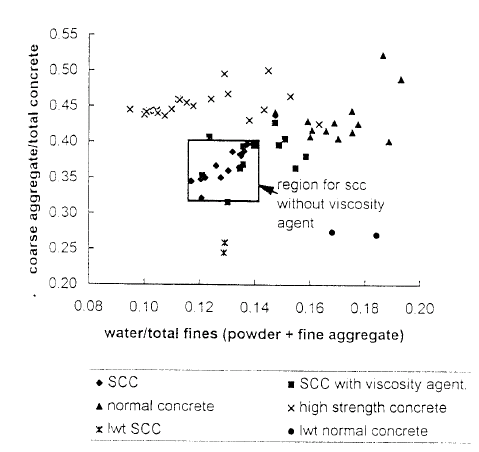 0.55
0.50
0.45
0.40
0.35
0.30
0.25
0.20
coarse aggregate/total concrete
region for scc
without viscosity
agent
0.08 0.10 0.12 0.14 0.16 0.18 0.20
water/total fines (powder + fine aggregate)
SCC
SCC with viscosity agent.
normal concrete
high strength concrete
lwt SCC
lwt normal concrete